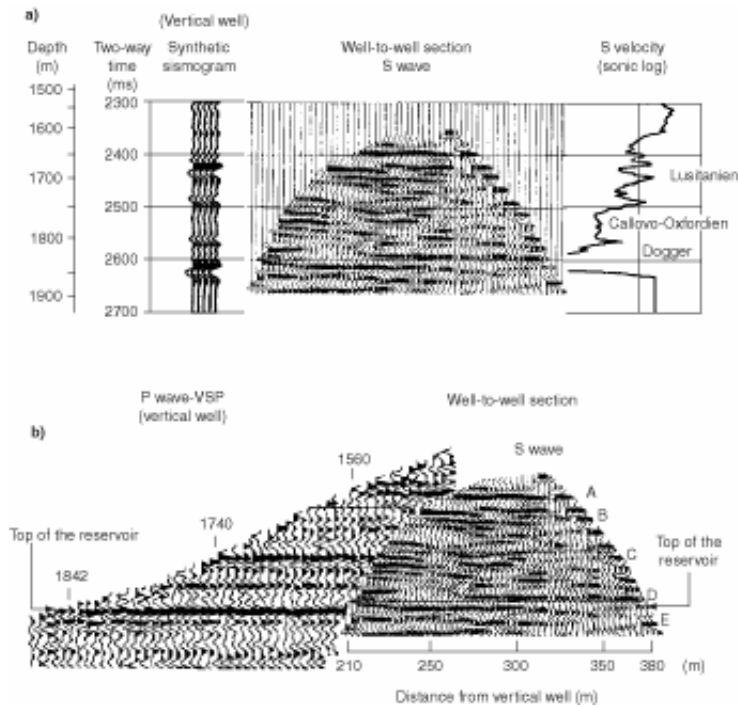 a)
(Vertical well)
Depth
(m)
Two-way
time
(ms)
Synthetic
sismogram
Well-to-well section
S wave
S velocity
(sonic log)
1500
1600
1700
1800
1900
2300
2400
2500
2600
2700
Lusitanien
Callovo-Oxfordien
Dogger
P wave-VSP
(vertical well)
Well-to-well section
b)
S wave
1560
A
B
1740
C
Top of the reservoir
Top of
the
reservoir
1842
D
E
210 250 300 350 380 (m)
Distance from vertical well (m)